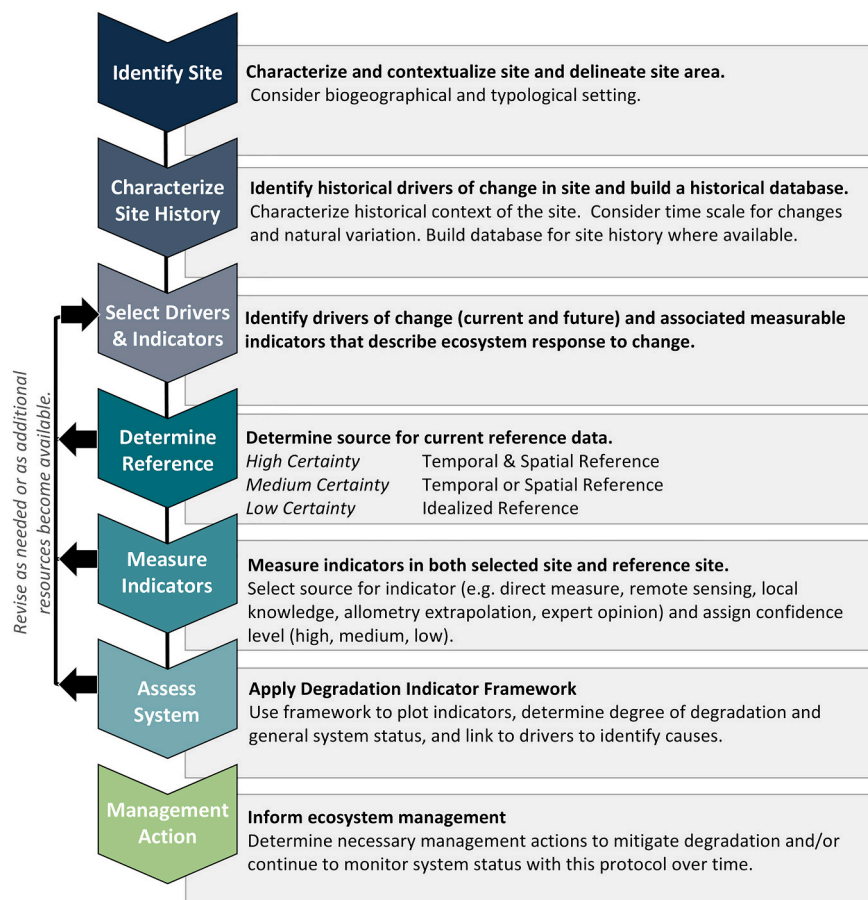 Identify Site
Characterize and contextualize site and delineate site area.
Consider biogeographical and typological setting.
Characterize
Site History
Identify historical drivers of change in site and build a historical database.
Characterize historical context of the site.  Consider time scale for changes
and natural variation. Build database for site history where available.
Select Drivers
& Indicators
Identify drivers of change (current and future) and associated measurable
indicators that describe ecosystem response to change.
Revise as needed or as additional
resources become available.
Determine
Reference
Determine source for current reference data.
High Certainty Temporal & Spatial Reference
Medium Certainty Temporal or Spatial Reference
Low Certainty Idealized Reference
Measure
Indicators
Measure indicators in both selected site and reference site.
Select source for indicator (e.g. direct measure, remote sensing, local
knowledge, allometry extrapolation, expert opinion) and assign confidence
level (high, medium, low).
Assess
System
Apply Degradation Indicator Framework
Use framework to plot indicators, determine degree of degradation and
general system status, and link to drivers to identify causes.
Management
Action
Inform ecosystem management
Determine necessary management actions to mitigate degradation and/or
continue to monitor system status with this protocol over time.